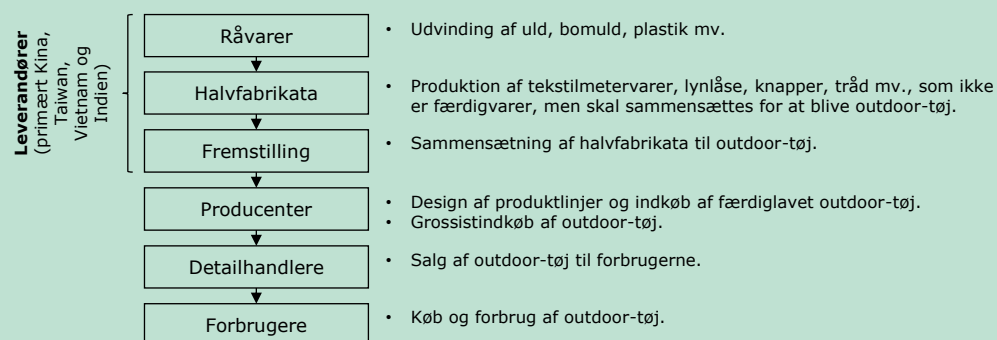 Leverandører
(primært Kina,
Taiwan,
Vietnam og
Indien)
Råvarer
• Udvinding af uld, bomuld, plastik mv.
Halvfabrikata
• Produktion af tekstilmetervarer, lynlåse, knapper, tråd mv., som ikke
er færdigvarer, men skal sammensættes for at blive outdoor-tøj.
Fremstilling
• Sammensætning af halvfabrikata til outdoor-tøj.
Producenter
• Design af produktlinjer og indkøb af færdiglavet outdoor-tøj.
• Grossistindkøb af outdoor-tøj.
Detailhandlere
• Salg af outdoor-tøj til forbrugerne.
Forbrugere
• Køb og forbrug af outdoor-tøj.